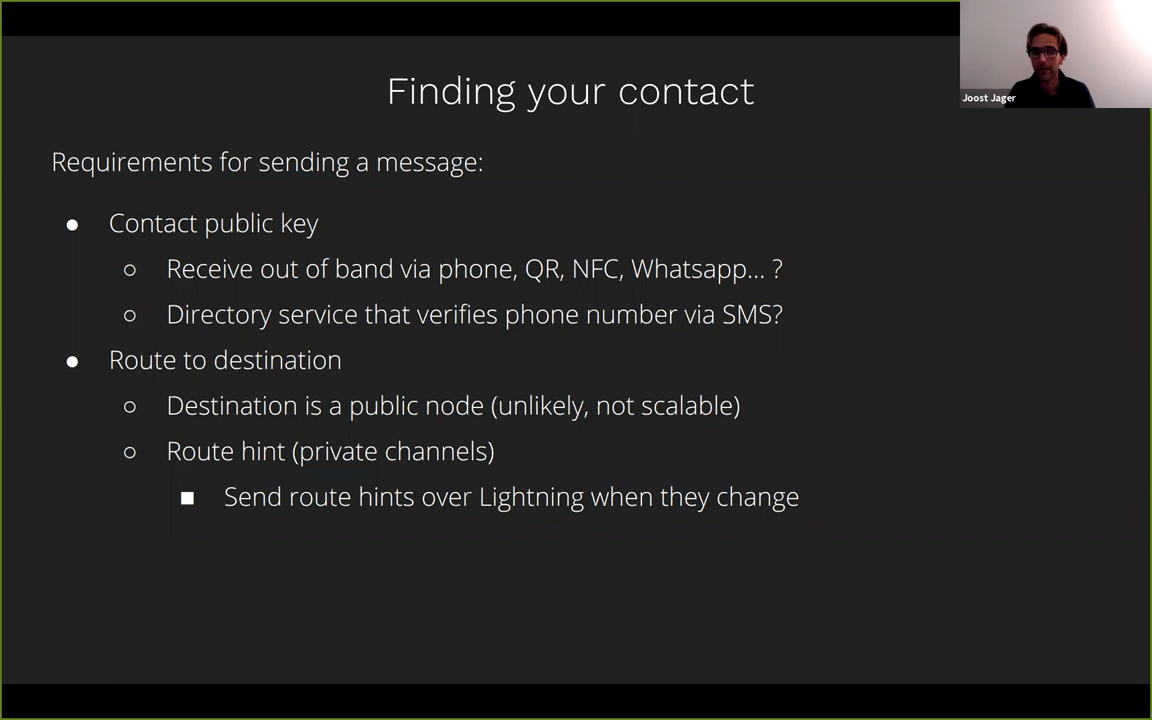 Finding your contact
Joost Jager
Requirements for sending a message:
● Contact public key
○ Receive out of band via phone, QR, NFC, Whatsapp... ?
○ Directory service that verifies phone number via SMS?
● Route to destination
○ Destination is a public node (unlikely, not scalable)
○ Route hint (private channels)
■ Send route hints over Lightning when they change